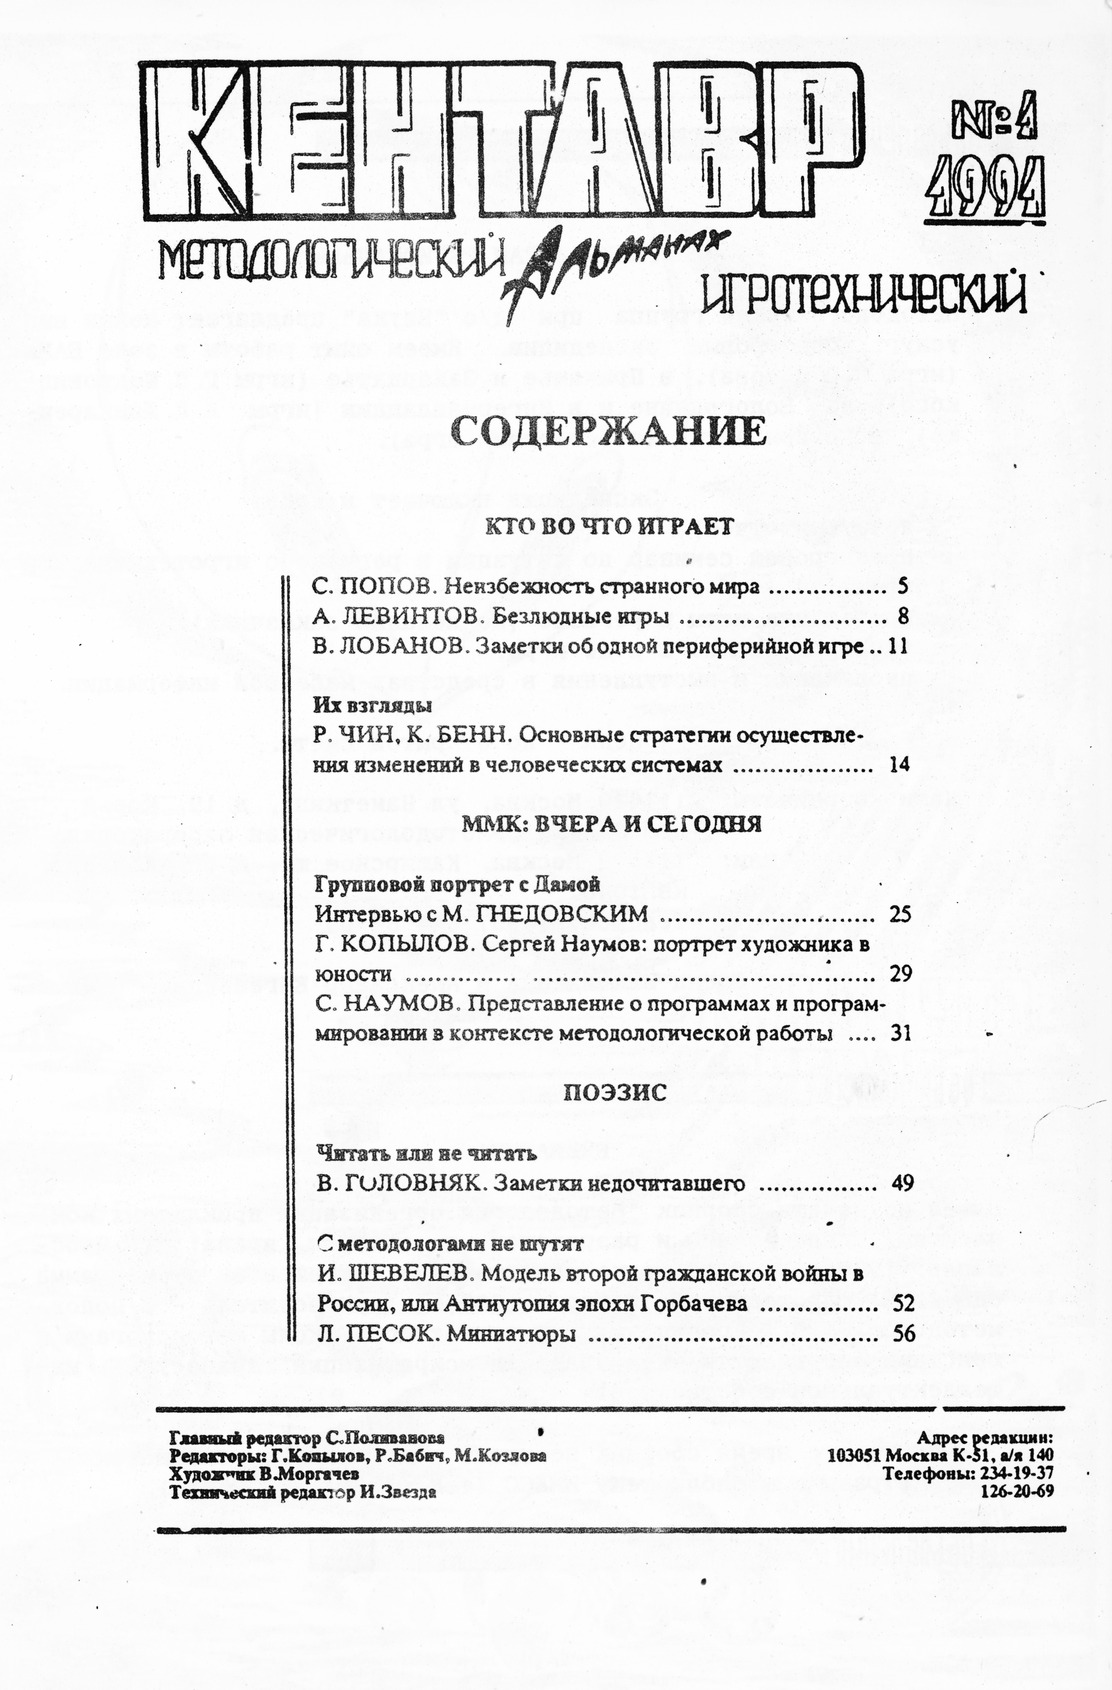 КЕНТАВР
№1
1991
МЕТОДОЛОГИЧЕСКИЙ АЛЬМАНАХ
ИГРОТЕХНИЧЕСКИЙ
СОДЕРЖАНИЕ
КТО ВО ЧТО ИГРАЕТ
С. ПОПОВ. Неизбежность странного мира ................ 5
А. ЛЕВИНТОВ. Безлюдные игры ............................ 8
В. ЛОБАНОВ. Заметки об одной периферийной игре .. 11
Их взгляды
Р. ЧИН, К. БЕНН. Основные стратегии осуществле-
ния изменений в человеческих системах ................... 14
ММК: ВЧЕРА И СЕГОДНЯ
Групповой портрет с Дамой
Интервью с М. ГНЕДОВСКИМ ............................. 25
Г. КОПЫЛОВ. Сергей Наумов: портрет художника в
юности ............... .............................................. 29
С. НАУМОВ. Представление о программах и програм-
мировании в контексте методологической работы .... 31
ПОЭЗИС
Читать или не читать
В. ГОЛОВНЯК. Заметки недочитавшего ................ 49
С методологами не шутят
И. ШЕВЕЛЕВ. Модель второй гражданской войны в
России, или Антиутопия эпохи Горбачева ................ 52
Л. ПЕСОК. Миниатюры ....................................... 56
Главный редактор С.Поливанова
Редакторы: Г.Копылов, Р.Бабич, М.Козлова
Художник В.Моргачев
Технический редактор И.Звезда
Адрес редакции:
103051 Москва К-51, а/я 140
Телефоны: 234-19-37
126-20-69